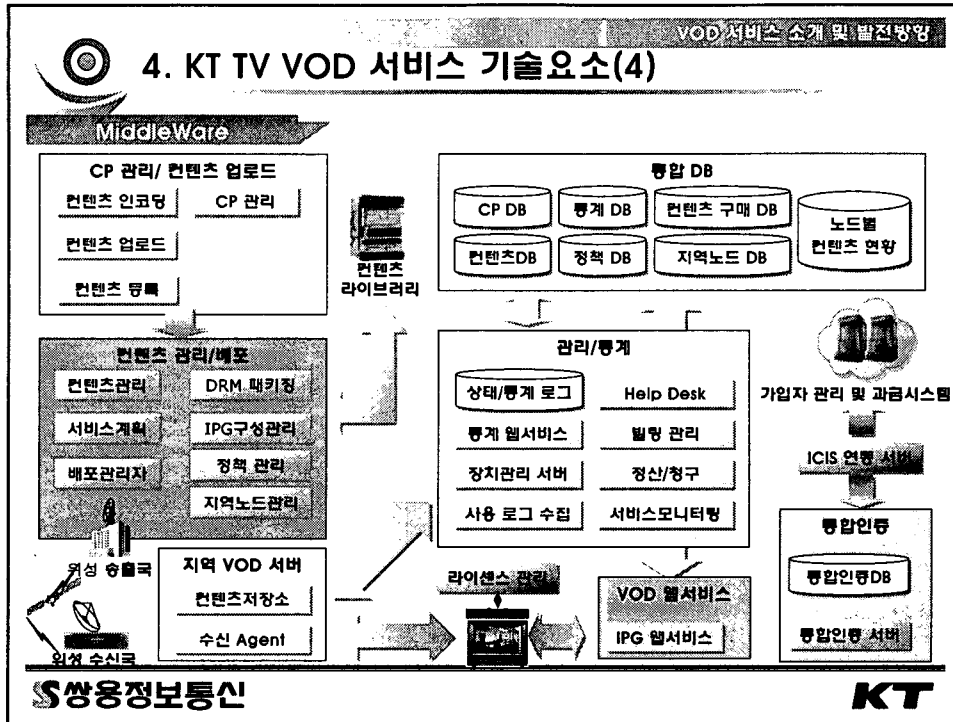 VOD 서비스 소개 및 발전방향
4. KT TV VOD 서비스 기술요소(4)
MiddleWare
CP 관리/ 컨텐츠 업로드
컨텐츠 인코딩
CP 관리
컨텐츠 업로드
컨텐츠 등록
컨텐츠
라이브러리
통합 DB
CP DB
통계 DB
컨텐츠 구매 DB
노드별
컨텐츠 현황
컨텐츠DB
정책 DB
지역노드 DB
컨텐츠 관리/배포
컨텐츠관리
DRM 패키징
서비스계획
IPG구성관리
배포관리자
정책 관리
지역노드관리
관리/통계
상태/통계 로그
Help Desk
통계 웹서비스
빌링 관리
장치관리 서버
정산/청구
사용 로그 수집
서비스모니터링
가입자 관리 및 과금시스템
ICIS 연동 서버
통합인증
통합인증DB
통합인증 서버
위성 송출국
위성 수신국
지역 VOD 서버
컨텐츠저장소
수신 Agent
라이센스 관리
VOD 웹서비스
IPG 웹서비스
쌍용정보통신
KT